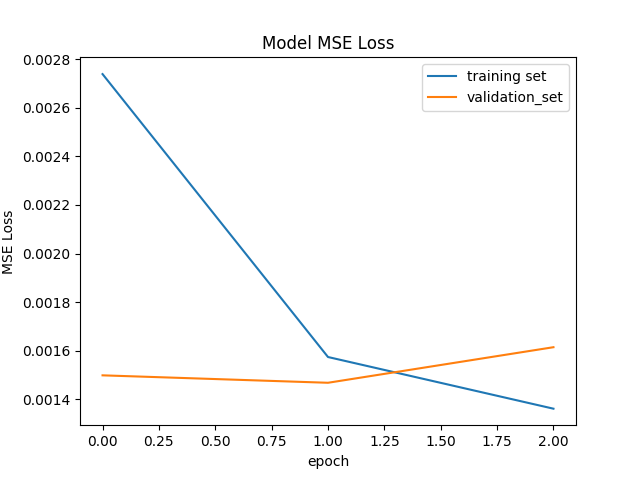 Model MSE Loss
0.0028
0.0026
0.0024
0.0022
0.0020
0.0018
0.0016
0.0014
MSE Loss
training set
validation_set
0.00 0.25 0.50 0.75 1.00 1.25 1.50 1.75 2.00
epoch